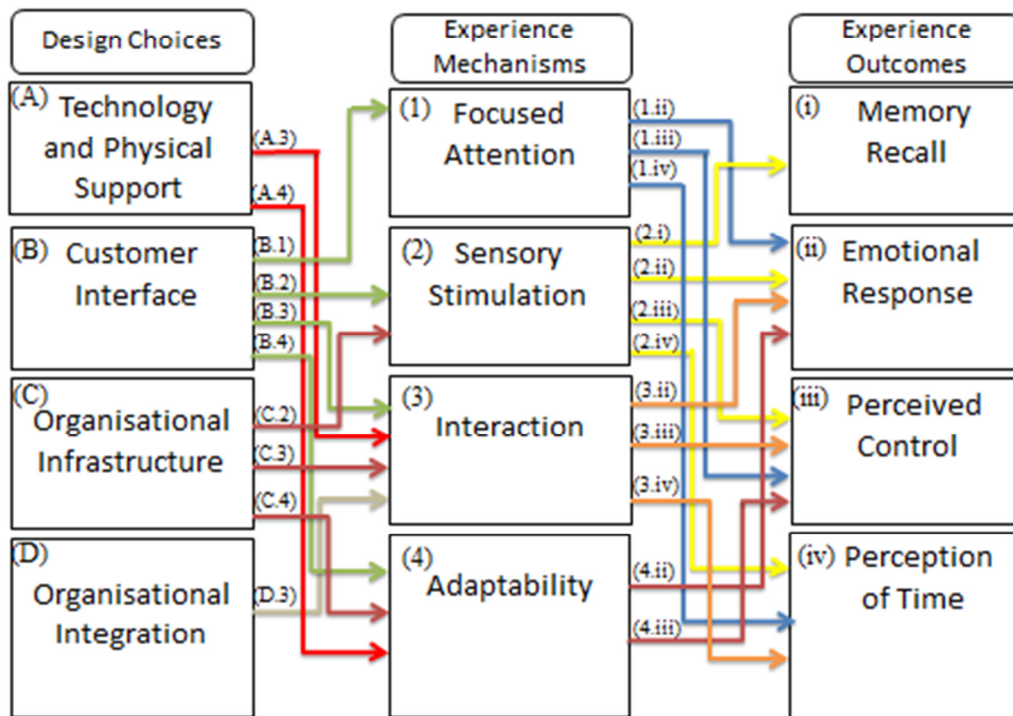 Design Choices
Experience
Mechanisms
Experience
Outcomes
(A) Technology
and Physical
Support
(A.3)
(A.4)
(B) Customer
Interface
(B.1)
(B.2)
(B.3)
(B.4)
(C)
Organisational
Infrastructure
(C.2)
(C.3)
(C.4)
(D)
Organisational
Integration
(D.3)
(1) Focused
Attention
(1.ii)
(1.iii)
(1.iv)
(2) Sensory
Stimulation
(2.i)
(2.ii)
(2.iii)
(2.iv)
(3)
Interaction
(3.ii)
(3.iii)
(3.iv)
(4)
Adaptability
(4.ii)
(4.iii)
(i) Memory
Recall
(ii) Emotional
Response
(iii) Perceived
Control
(iv) Perception
of Time